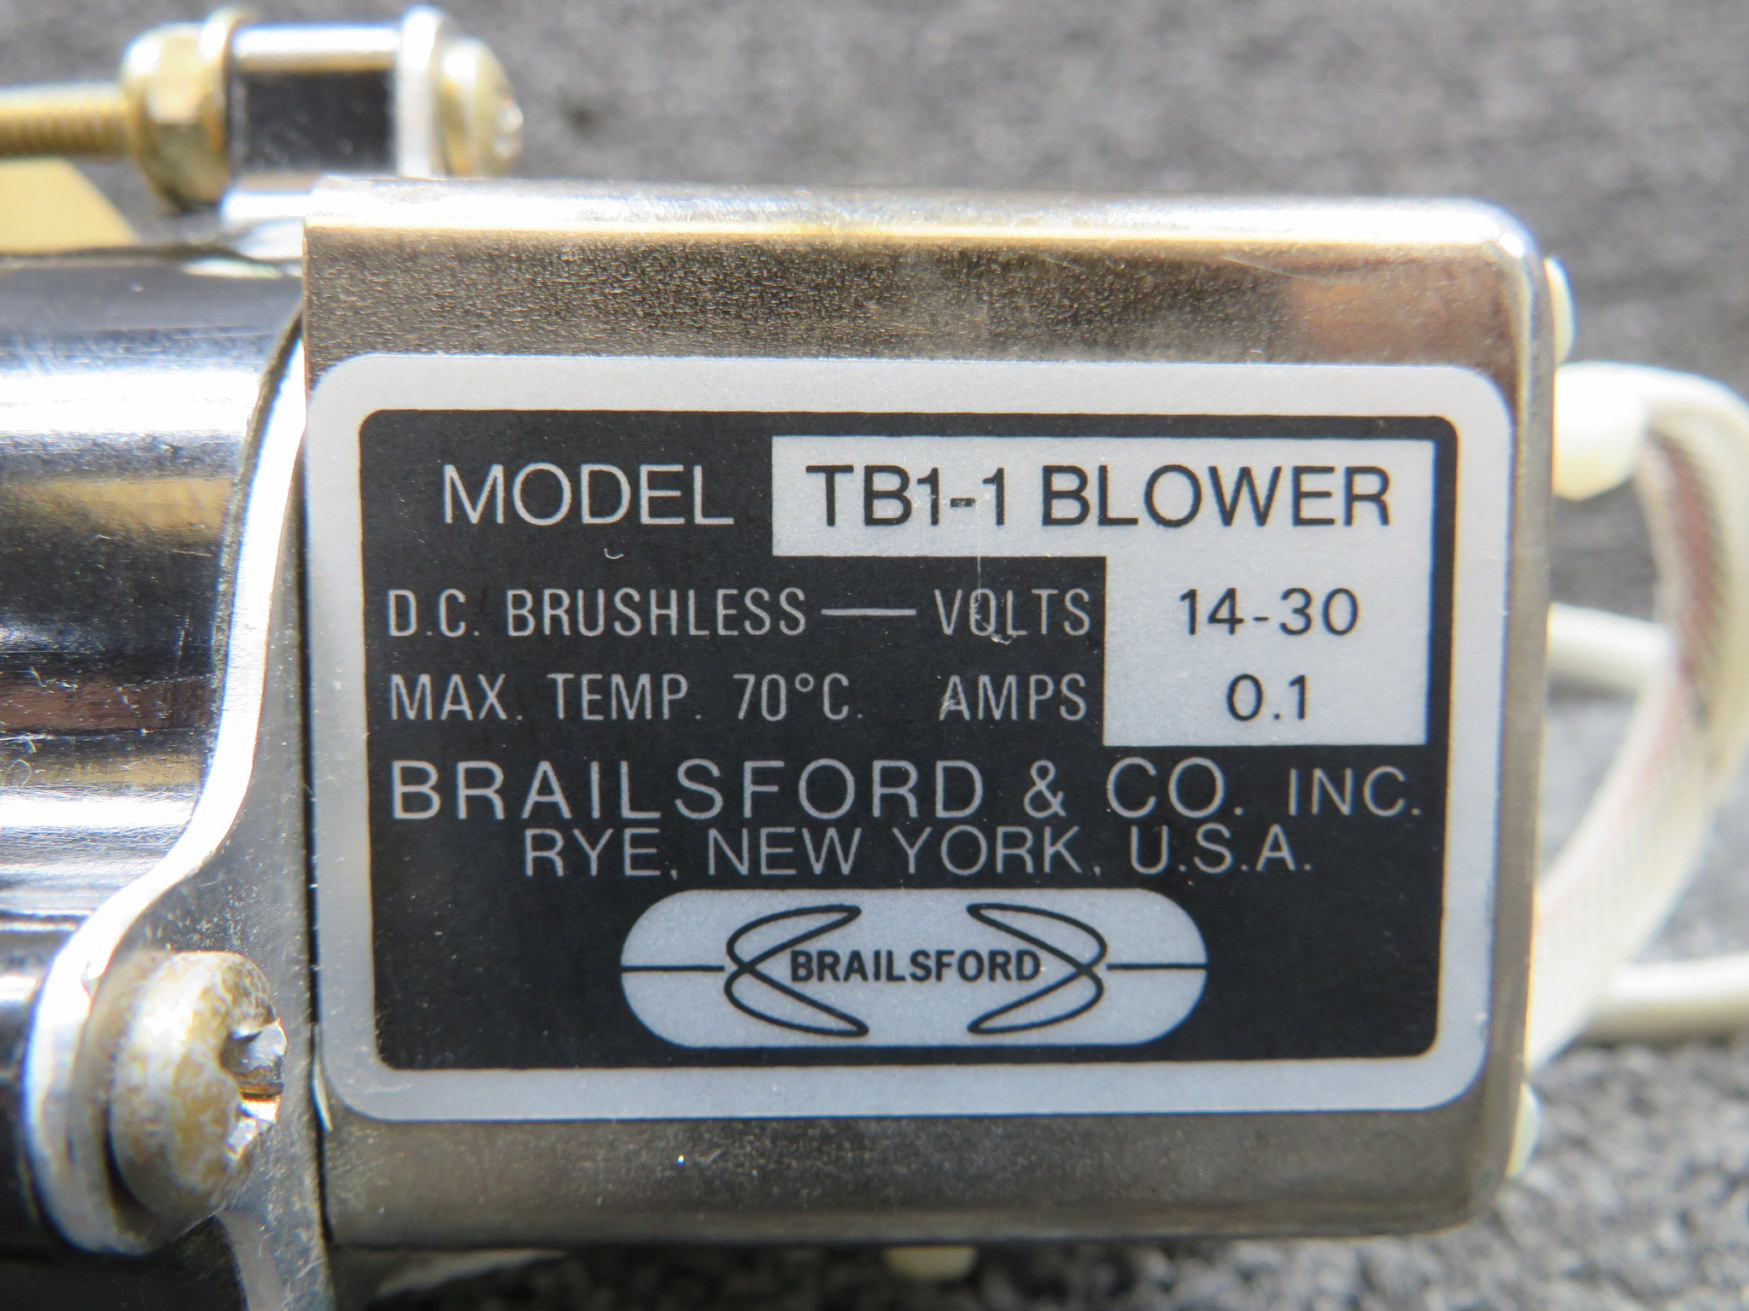 MODEL TB1-1 BLOWER
D.C. BRUSHLESS — VOLTS 14-30
MAX. TEMP. 70°C. AMPS 0.1
BRAILSFORD & CO. INC.
RYE, NEW YORK, U.S.A.
BRAILSFORD